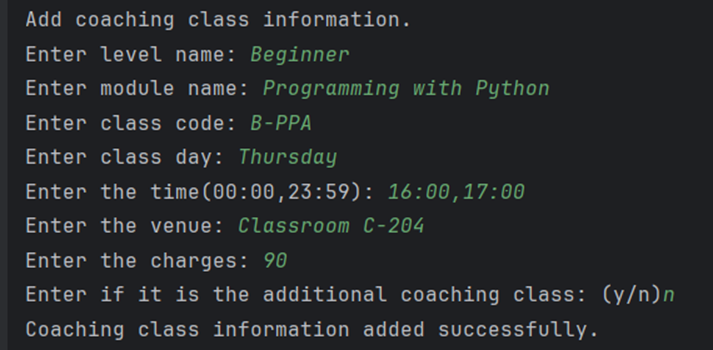 Add coaching class information.
Enter level name: Beginner
Enter module name: Programming with Python
Enter class code: B-PPA
Enter class day: Thursday
Enter the time(00:00,23:59): 16:00,17:00
Enter the venue: Classroom C-204
Enter the charges: 90
Enter if it is the additional coaching class: (y/n)n
Coaching class information added successfully.